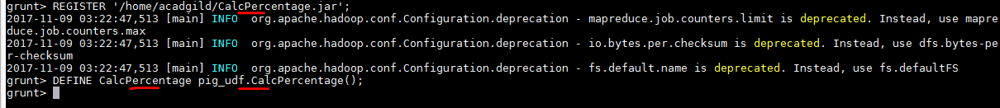 grunt> REGISTER '/home/acadgild/CalcPercentage.jar';
2017-11-09 03:22:47,513 [main] INFO  org.apache.hadoop.conf.Configuration.deprecation - mapreduce.job.counters.limit is deprecated. Instead, use mapre
duce.job.counters.max
2017-11-09 03:22:47,513 [main] INFO  org.apache.hadoop.conf.Configuration.deprecation - io.bytes.per.checksum is deprecated. Instead, use dfs.bytes-pe
r-checksum
2017-11-09 03:22:47,513 [main] INFO  org.apache.hadoop.conf.Configuration.deprecation - fs.default.name is deprecated. Instead, use fs.defaultFS
grunt> DEFINE CalcPercentage pig_udf.CalcPercentage();
grunt>